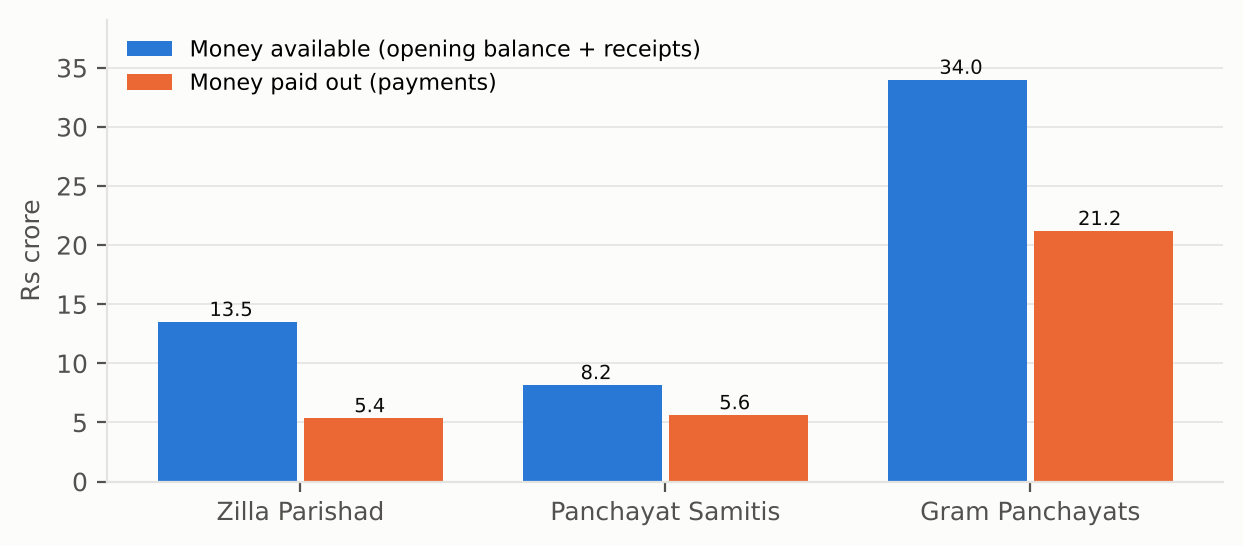 Money available (opening balance + receipts)
Money paid out (payments)
Rs crore
35
30
25
20
15
10
5
0
13.5
5.4
8.2
5.6
34.0
21.2
Zilla Parishad
Panchayat Samitis
Gram Panchayats